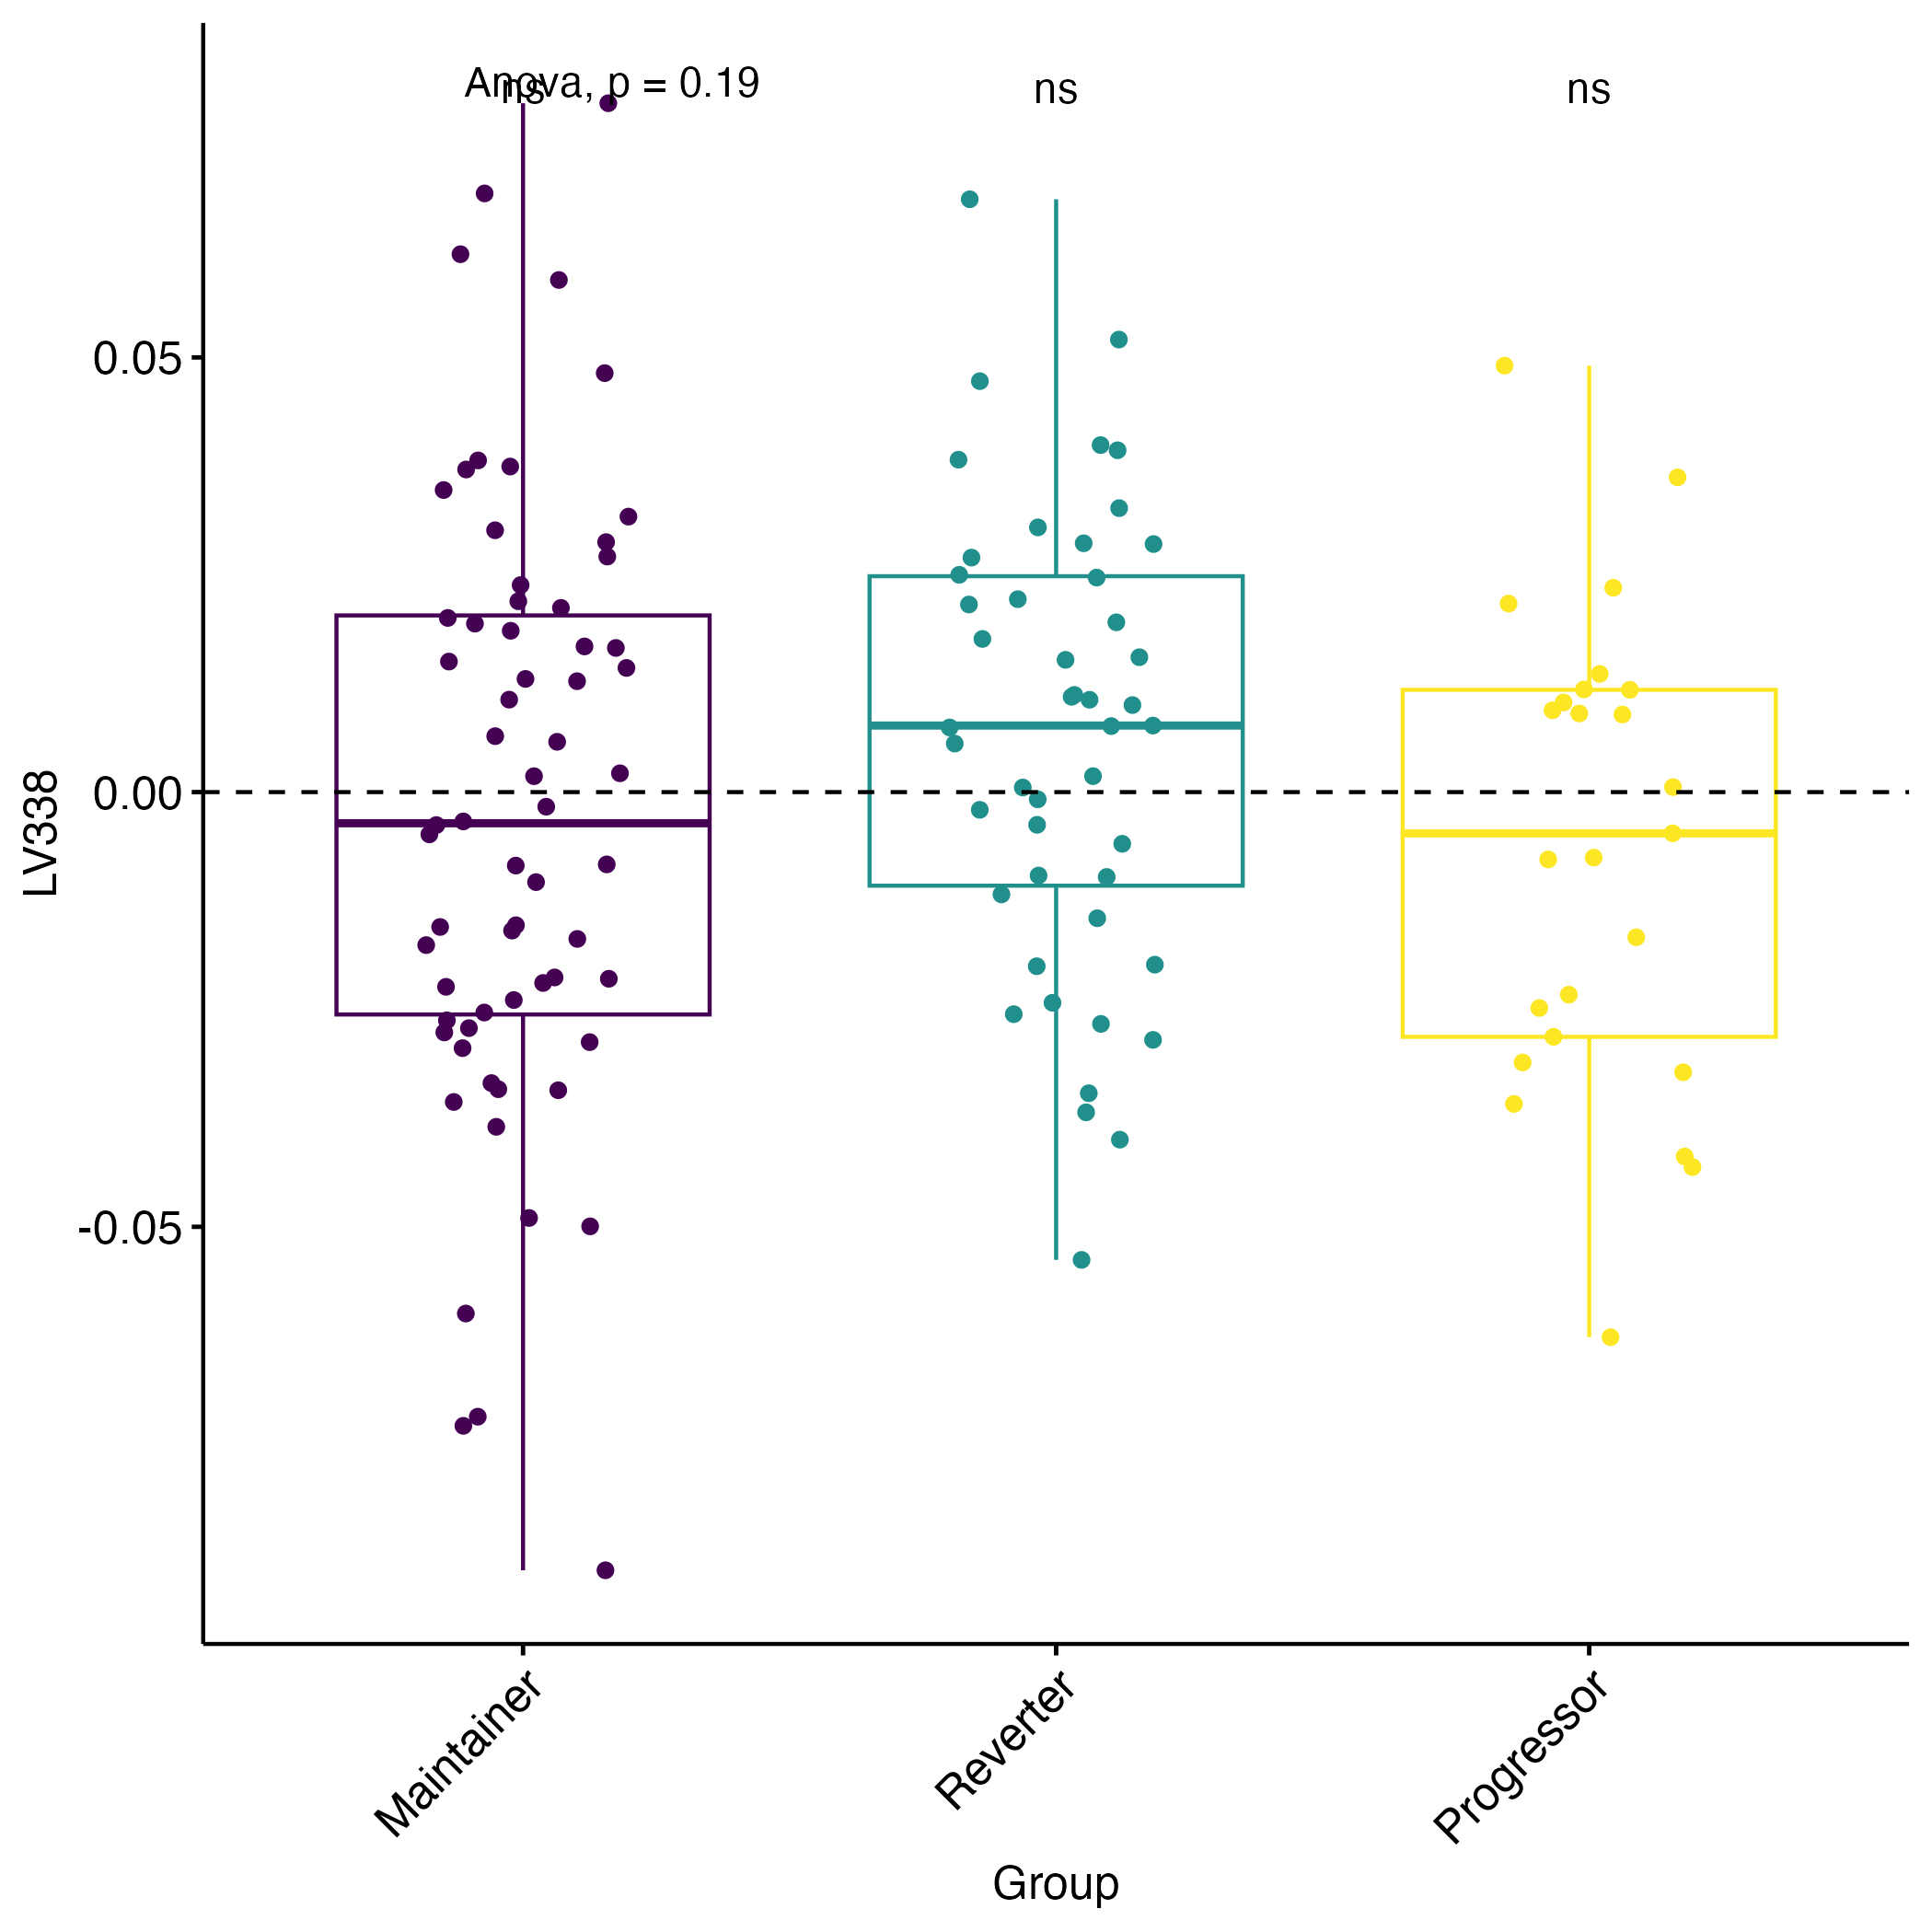 Anova, p = 0.19
ns
ns
ns
0.05
0.00
-0.05
LV338
Maintainer
Reverter
Progressor
Group